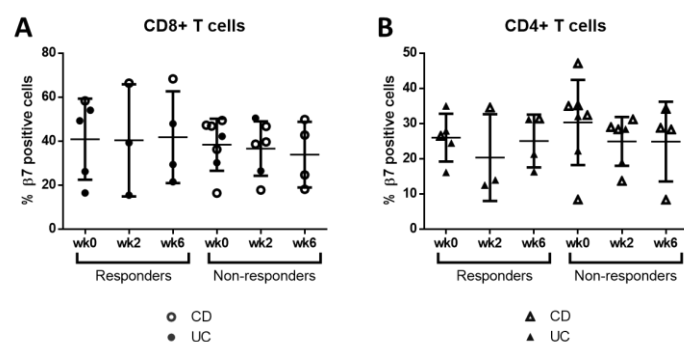 A
CD8+ T cells
% β7 positive cells
80
60
40
20
0
wk0 wk2 wk6 wk0 wk2 wk6
Responders Non-responders
CD
UC
B
CD4+ T cells
% β7 positive cells
50
40
30
20
10
0
wk0 wk2 wk6 wk0 wk2 wk6
Responders Non-responders
CD
UC